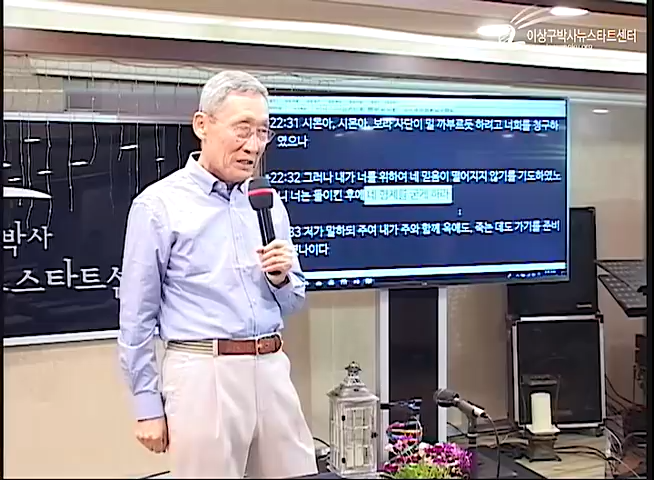 이상구박사뉴스타트센터
22:31 시몬아, 시몬아, 보라 사단이 밀 까부르듯 하려고 너희를 청구하
였으나
22:32 그러나 내가 너를 위하여 네 믿음이 떨어지지 않기를 기도하였노
니 너는 돌이킨 후에 네 형제를 굳게 하라
33 저가 말하되 주여 내가 주와 함께 옥에도, 죽는 데도 가기를 준비
나이다
박사
스타트센